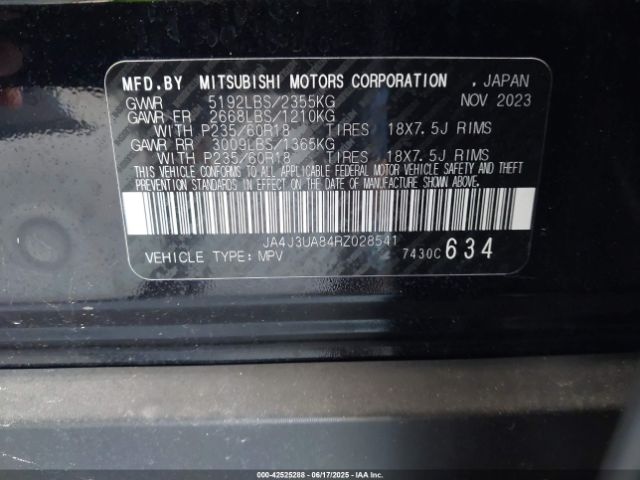 MFD.BY MITSUBISHI MOTORS CORPORATION , JAPAN
GVWR 5192LBS/2355KG NOV 2023
GAWR FR 2668LBS/1210KG
WITH P235/60R18 TIRES 18X7.5J RIMS
GAWR RR 3009LBS/1365KG
WITH P235/60R18 TIRES 18X7.5J RIMS
THIS VEHICLE CONFORMS TO ALL APPLICABLE FEDERAL MOTOR VEHICLE SAFETY AND THEFT
PREVENTION STANDARDS IN EFFECT ON THE DATE OF MANUFACTURE SHOWN ABOVE.
JA4J3UA84RZ028541
VEHICLE TYPE: MPV 7430C 634
000-42525288 - 06/17/2025 - IAA Inc.